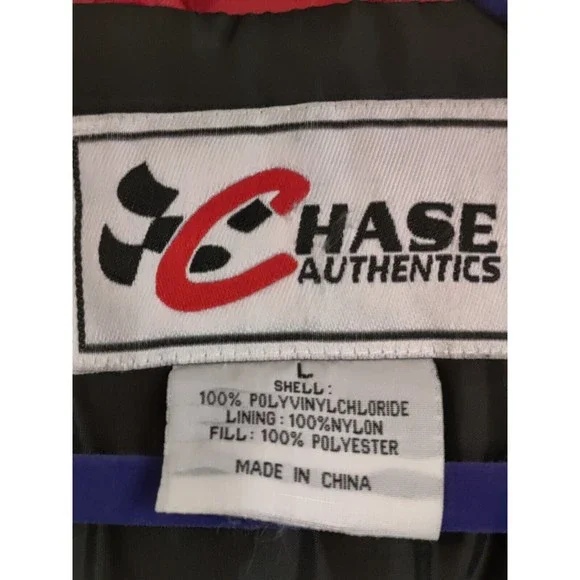 CHASE
AUTHENTICS
L
SHELL:
100% POLYVINYLCHLORIDE
LINING: 100%NYLON
FILL: 100% POLYESTER
MADE IN CHINA